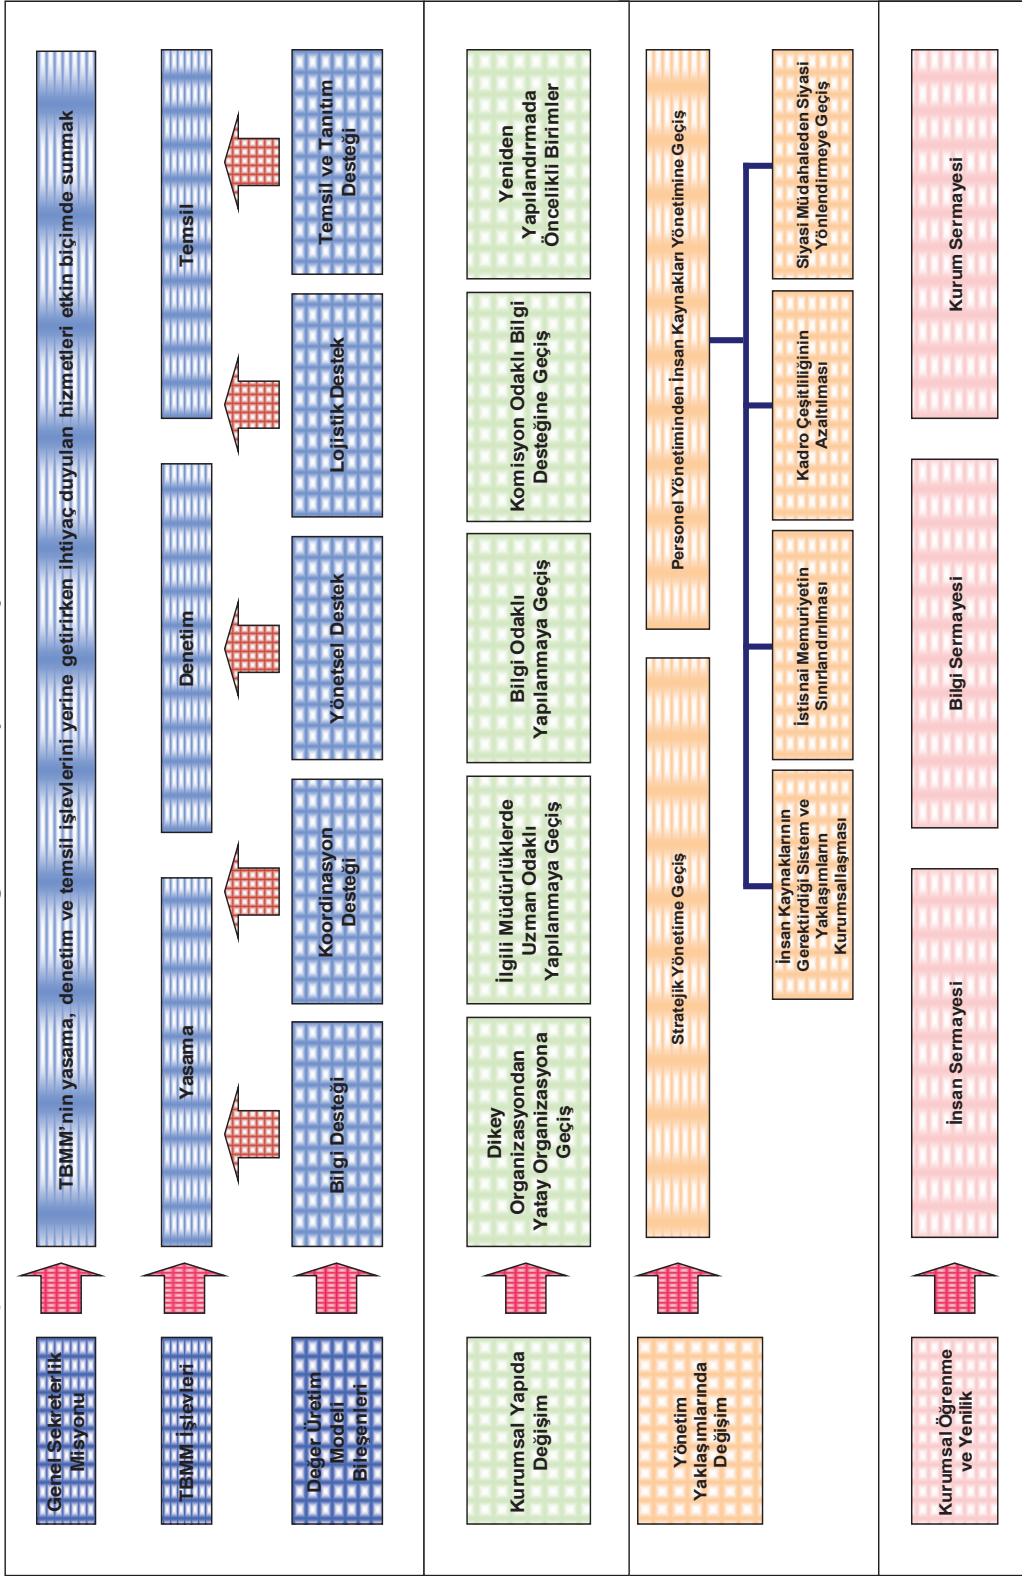 Genel Sekreterlik
Misyonu
TBMM'nin yasama, denetim ve temsil işlevlerini yerine getirirken ihtiyaç duyulan hizmetleri etkin biçimde sunmak
TBMM İşlevleri
Yasama
Denetim
Temsil
Değer Üretim
Modeli
Bileşenleri
Bilgi Desteği
Koordinasyon
Desteği
Yönetsel Destek
Lojistik Destek
Temsil ve Tanıtım
Desteği
Kurumsal Yapıda
Değişim
Dikey
Organizasyondan
Yatay Organizasyona
Geçiş
İlgili Müdürlüklerde
Uzman Odaklı
Yapılanmaya Geçiş
Bilgi Odaklı
Yapılanmaya Geçiş
Komisyon Odaklı Bilgi
Desteğine Geçiş
Yeniden
Yapılandırmada
Öncelikli Birimler
Yönetim
Yaklaşımlarında
Değişim
Stratejik Yönetime Geçiş
Personel Yönetiminden İnsan Kaynakları Yönetimine Geçiş
İnsan Kaynaklarının
Gerektirdiği Sistem ve
Yaklaşımların
Kurumsallaşması
İstisnai Memuriyetin
Sınırlandırılması
Kadro Çeşitliliğinin
Azaltılması
Siyasi Müdahaleden Siyasi
Yönlendirmeye Geçiş
Kurumsal Öğrenme
ve Yenilik
İnsan Sermayesi
Bilgi Sermayesi
Kurum Sermayesi